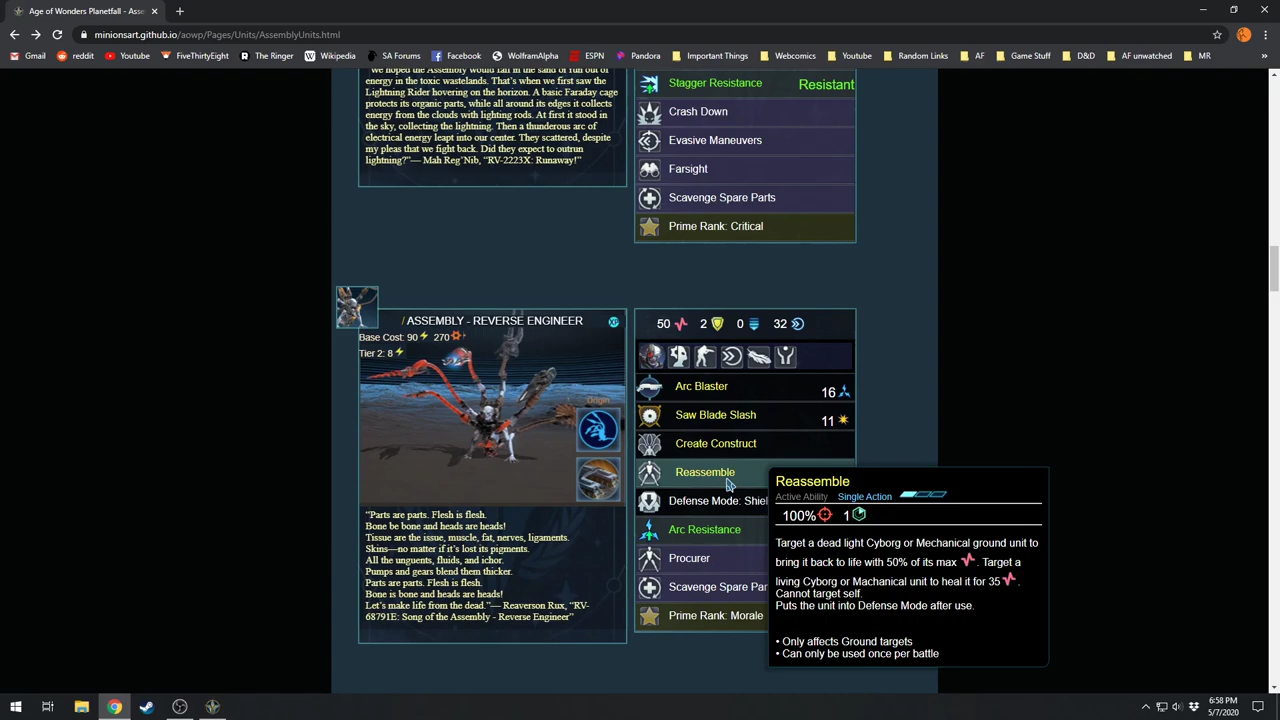 Age of Wonders Planetfall - Asse
minionsart.github.io/aowp/Pages/Units/AssemblyUnits.html
Gmail reddit Youtube FiveThirtyEight The Ringer Wikipedia SA Forums Facebook WolframAlpha ESPN Pandora Important Things Webcomics Youtube Random Links AF Game Stuff D&D AF unwatched MR »
"We hoped the Assembly would fall in the sand or run out of
energy in the toxic wastelands. That's when we first saw the
Lightning Rider hovering on the horizon. A basic Faraday cage
protects its organic parts, while all around its edges it collects
energy from the clouds with lighting rods. At first it stood in
the sky, collecting the lightning. Then a thunderous arc of
electrical energy leapt into our center. They scattered, despite
my pleas that we fight back. Did they expect to outrun
lightning?"— Mah Reg'Nib, "RV-2223X: Runaway!"
Stagger Resistance Resistant
Crash Down
Evasive Maneuvers
Farsight
Scavenge Spare Parts
Prime Rank: Critical
/ ASSEMBLY - REVERSE ENGINEER
Base Cost: 90 270
Tier 2: 8
Origin
"Parts are parts. Flesh is flesh.
Bone be bone and heads are heads!
Tissue are the issue, muscle, fat, nerves, ligaments.
Skins—no matter if it's lost its pigments.
All the unguents, fluids, and ichor.
Pumps and gears blend them thicker.
Parts are parts. Flesh is flesh.
Bone is bone and heads are heads!
Let's make life from the dead."— Reaverson Rux, "RV-
68791E: Song of the Assembly - Reverse Engineer"
50 2 0 32
Arc Blaster 16
Saw Blade Slash 11
Create Construct
Reassemble
Defense Mode: Shiel
Arc Resistance
Procurer
Scavenge Spare Par
Prime Rank: Morale
Reassemble
Active Ability Single Action
100% 1
Target a dead light Cyborg or Mechanical ground unit to
bring it back to life with 50% of its max . Target a
living Cyborg or Machanical unit to heal it for 35 .
Cannot target self.
Puts the unit into Defense Mode after use.
• Only affects Ground targets
• Can only be used once per battle
6:58 PM
5/7/2020